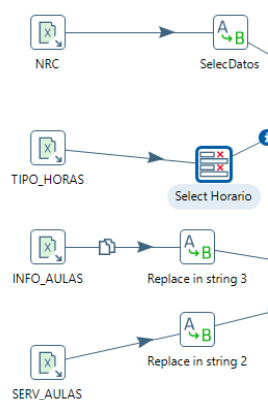 NRC
SelecDatos
TIPO_HORAS
Select Horario
INFO_AULAS
Replace in string 3
Replace in string 2
SERV_AULAS